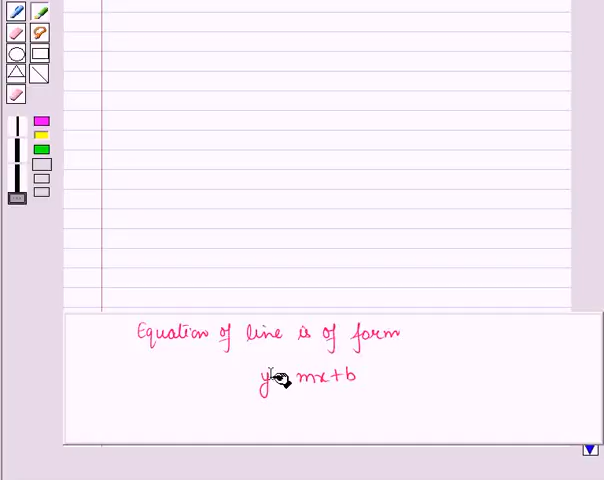 Equation of line is of form
y = mx+b